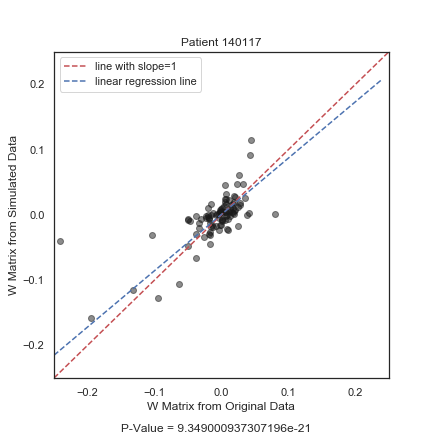 Patient 140117
line with slope=1
linear regression line
W Matrix from Simulated Data
0.2
0.1
0.0
−0.1
−0.2
−0.2 −0.1 0.0 0.1 0.2
W Matrix from Original Data
P-Value = 9.349000937307196e-21